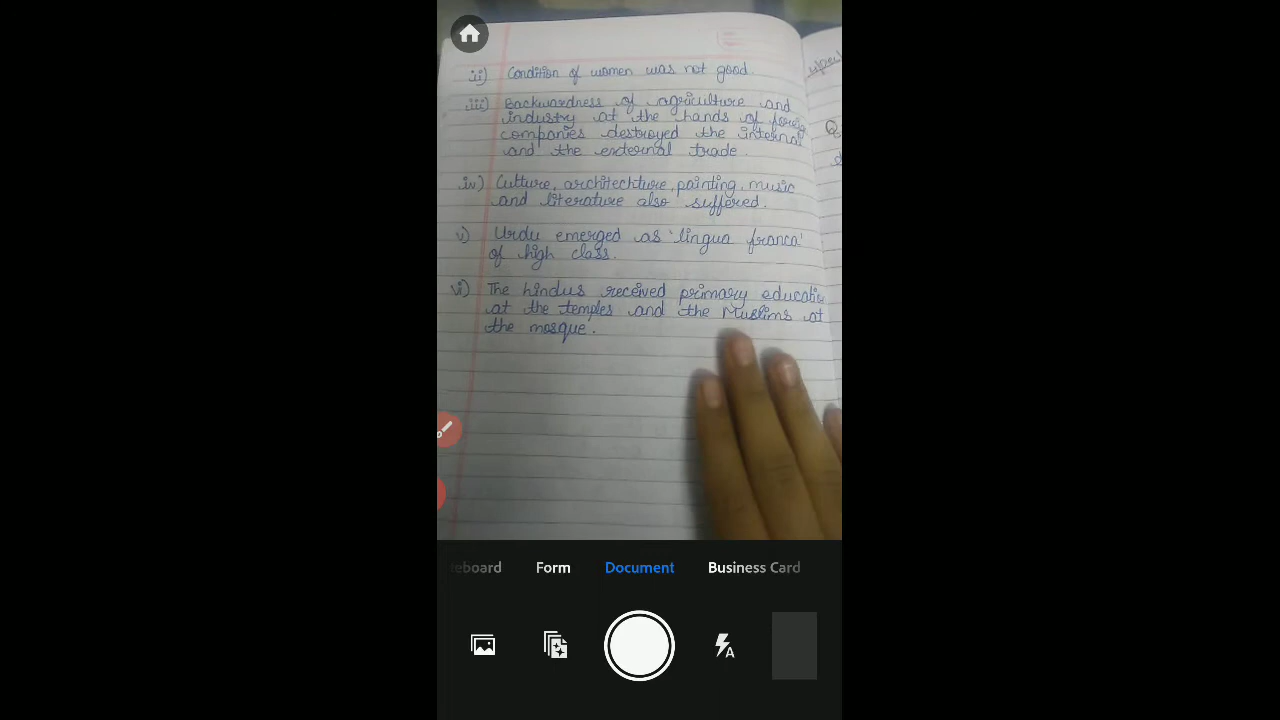 ii) Condition of women was not good.
iii) Backwardness of agriculture and
industry at the hands of foreig
companies destroyed the internal
and the external trade.
iv) Culture, architechture, painting, music
and literature also suffered.
v) Urdu emerged as 'lingua franca'
of high class.
vi) The hindus received primary educatio
at the temples and the Muslims at
the mosque.
Q
eboard Form Document Business Card
A